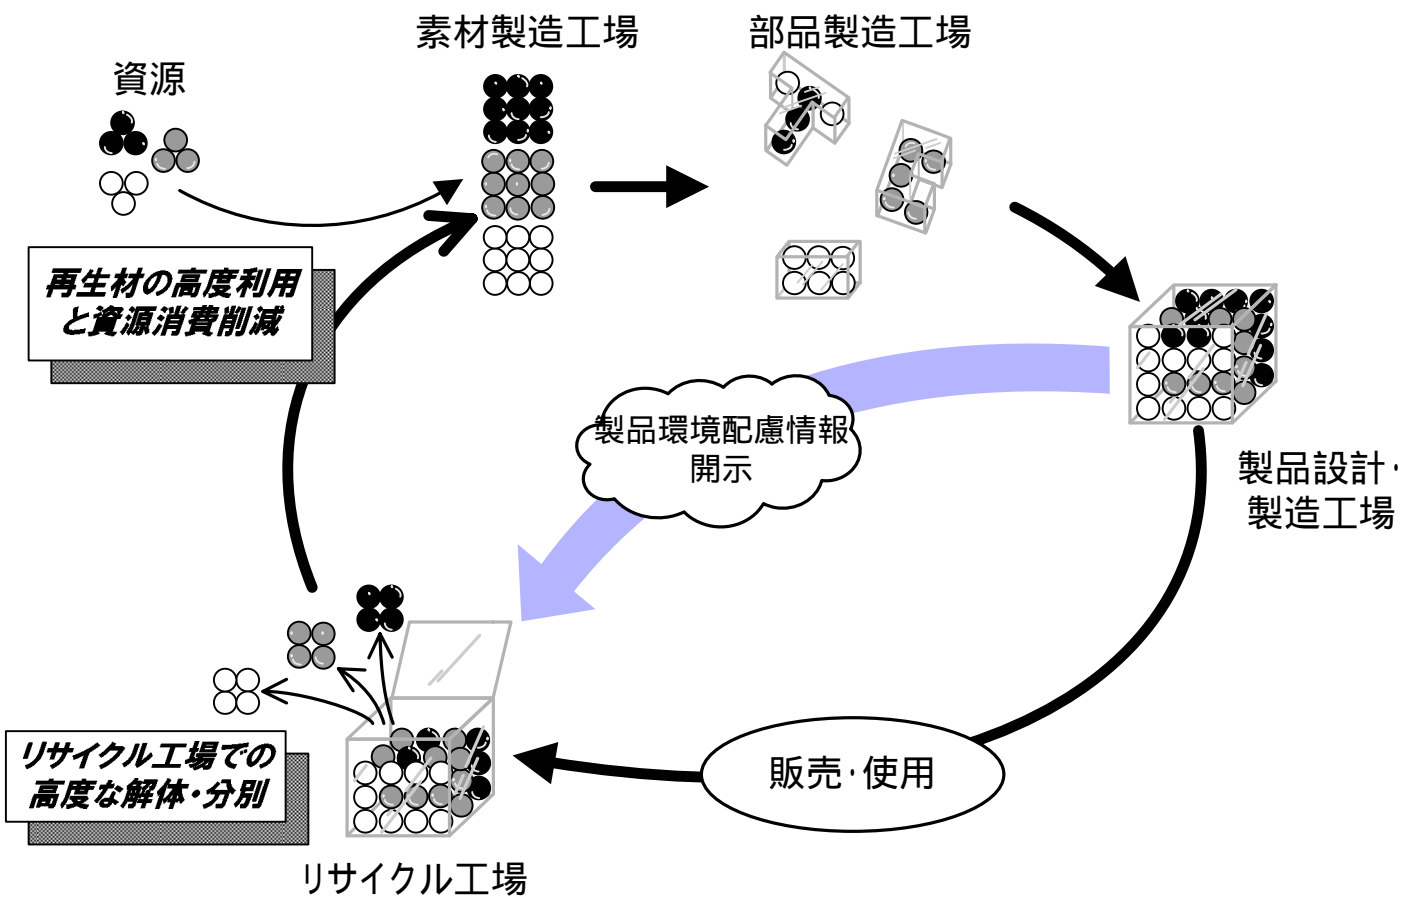 素材製造工場
部品製造工場
資源
再生材の高度利用
と資源消費削減
製品環境配慮情報
開示
製品設計・
製造工場
リサイクル工場での
高度な解体・分別
販売・使用
リサイクル工場